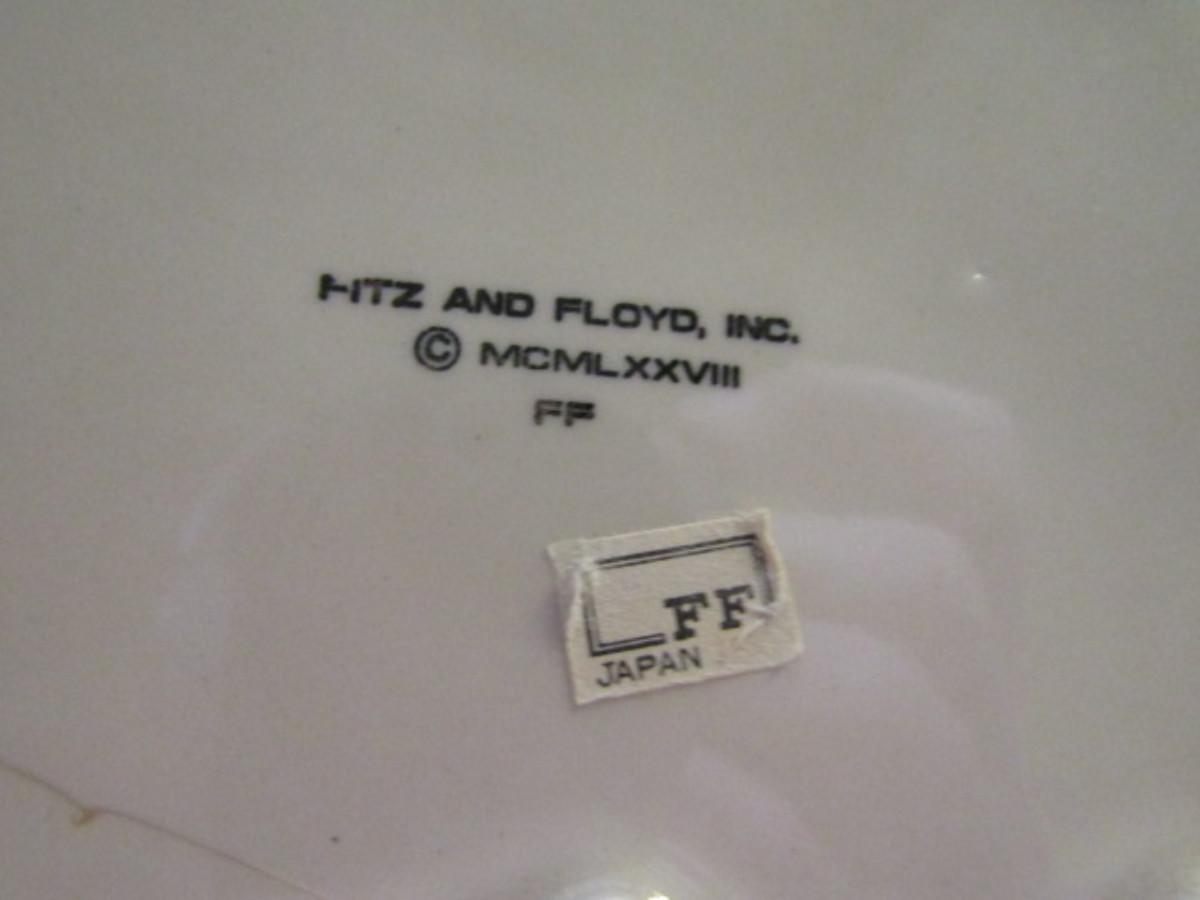 FITZ AND FLOYD, INC.
© MCMLXXVIII
FF
FF
JAPAN